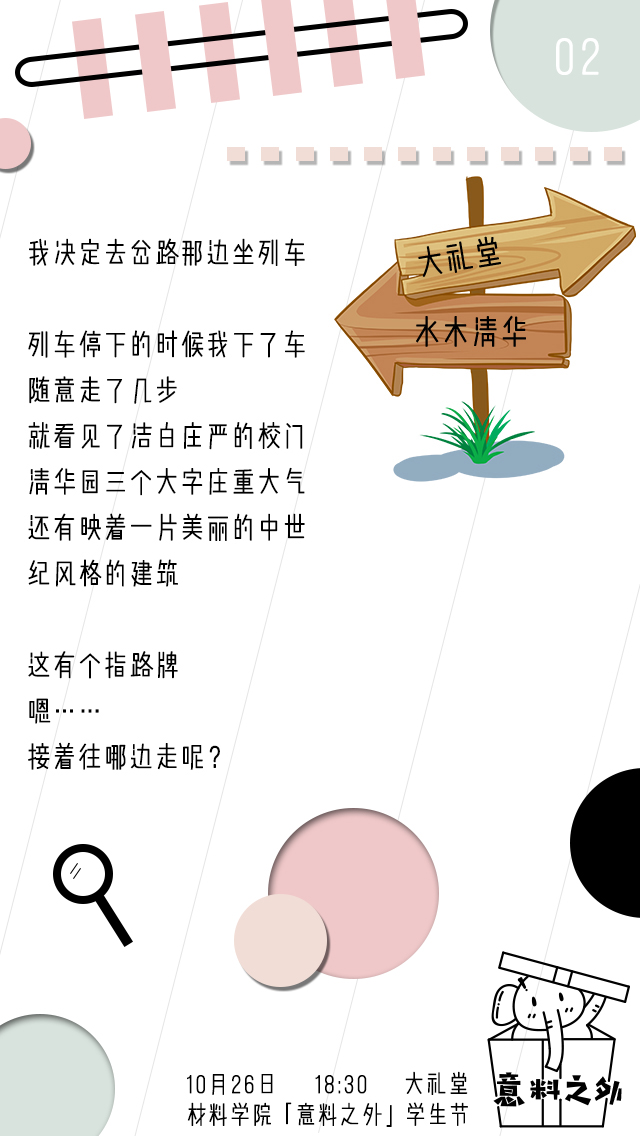 02
我决定去岔路那边坐列车
大礼堂
水木清华
列车停下的时候我下了车
随意走了几步
就看见了洁白庄严的校门
清华园三个大字庄重大气
还有映着一片美丽的中世
纪风格的建筑
这有个指路牌
嗯……
接着往哪边走呢？
10月26日 18:30 大礼堂
材料学院「意料之外」学生节
意料之外